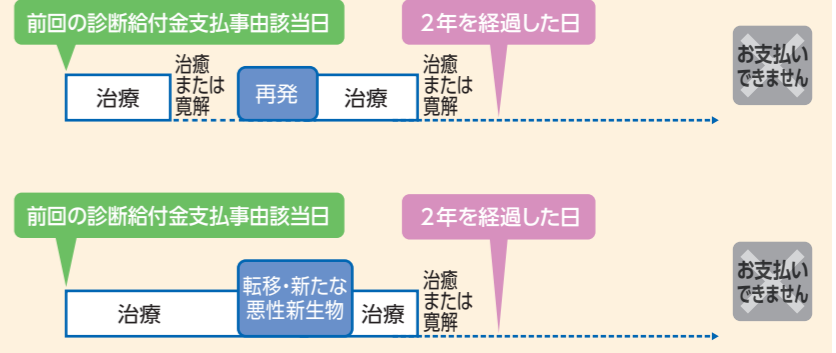 前回の診断給付金支払事由該当日
2年を経過した日
治療
治癒
または
寛解
再発
治療
治癒
または
寛解
お支払い
できません
前回の診断給付金支払事由該当日
2年を経過した日
治療
転移・新たな
悪性新生物
治療
治癒
または
寛解
お支払い
できません